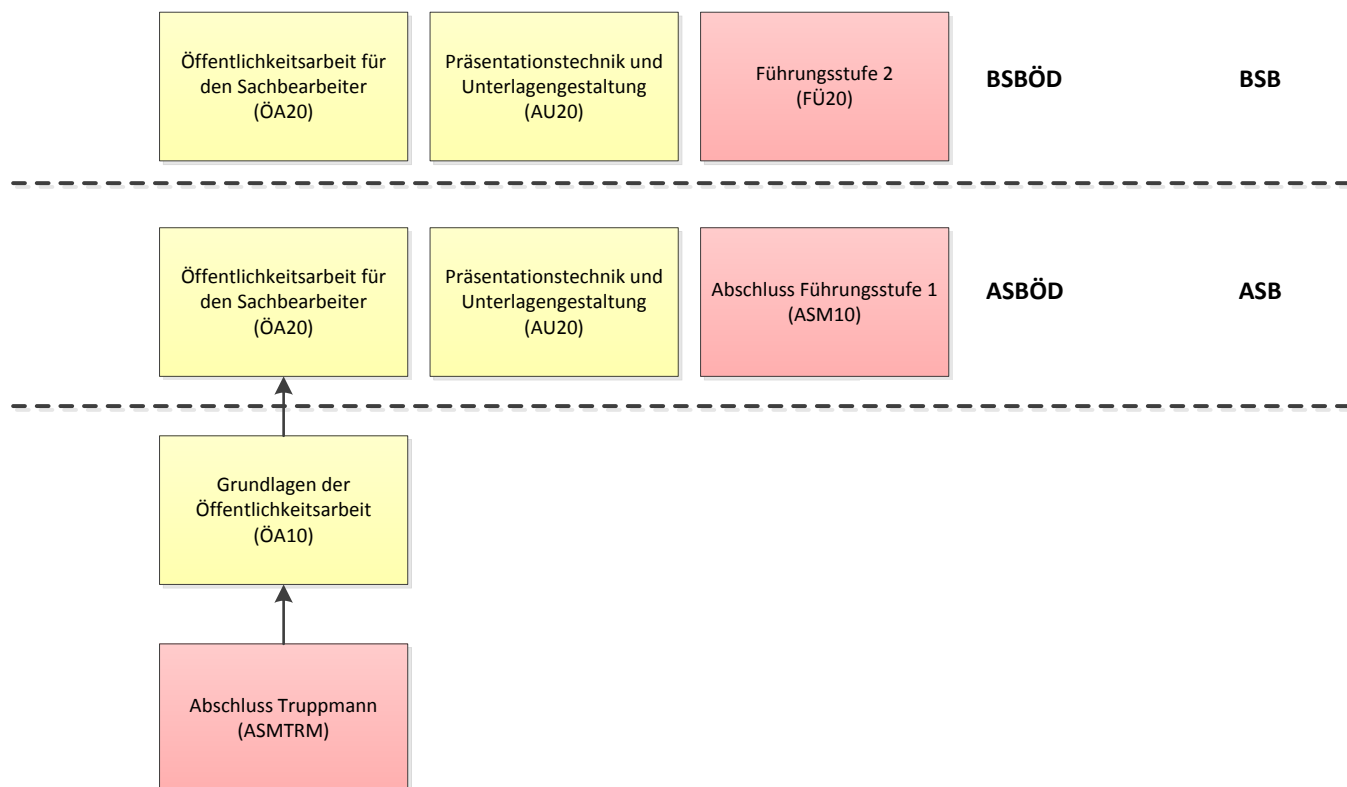 Öffentlichkeitsarbeit für
den Sachbearbeiter
(ÖA20)
Präsentationstechnik und
Unterlagengestaltung
(AU20)
Führungsstufe 2
(FÜ20)
BSBÖD
BSB
Öffentlichkeitsarbeit für
den Sachbearbeiter
(ÖA20)
Präsentationstechnik und
Unterlagengestaltung
(AU20)
Abschluss Führungsstufe 1
(ASM10)
ASBÖD
ASB
Grundlagen der
Öffentlichkeitsarbeit
(ÖA10)
Abschluss Truppmann
(ASMTRM)